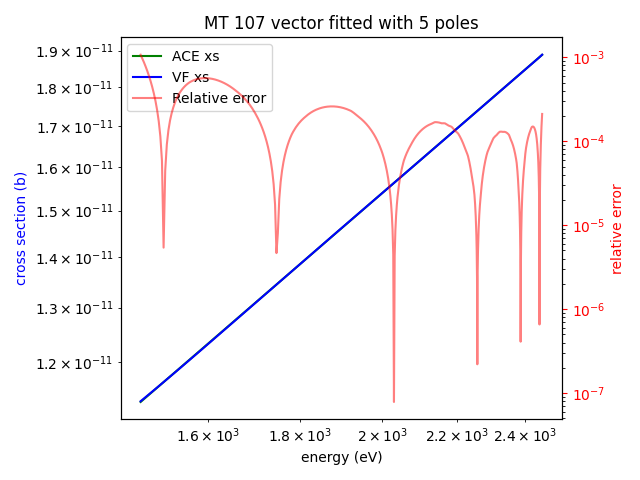 MT 107 vector fitted with 5 poles
ACE xs
VF xs
Relative error
1.9 × 10⁻¹¹
1.8 × 10⁻¹¹
1.7 × 10⁻¹¹
1.6 × 10⁻¹¹
1.5 × 10⁻¹¹
1.4 × 10⁻¹¹
1.3 × 10⁻¹¹
1.2 × 10⁻¹¹
cross section (b)
10⁻³
10⁻⁴
10⁻⁵
10⁻⁶
10⁻⁷
relative error
1.6 × 10³ 1.8 × 10³ 2 × 10³ 2.2 × 10³ 2.4 × 10³
energy (eV)